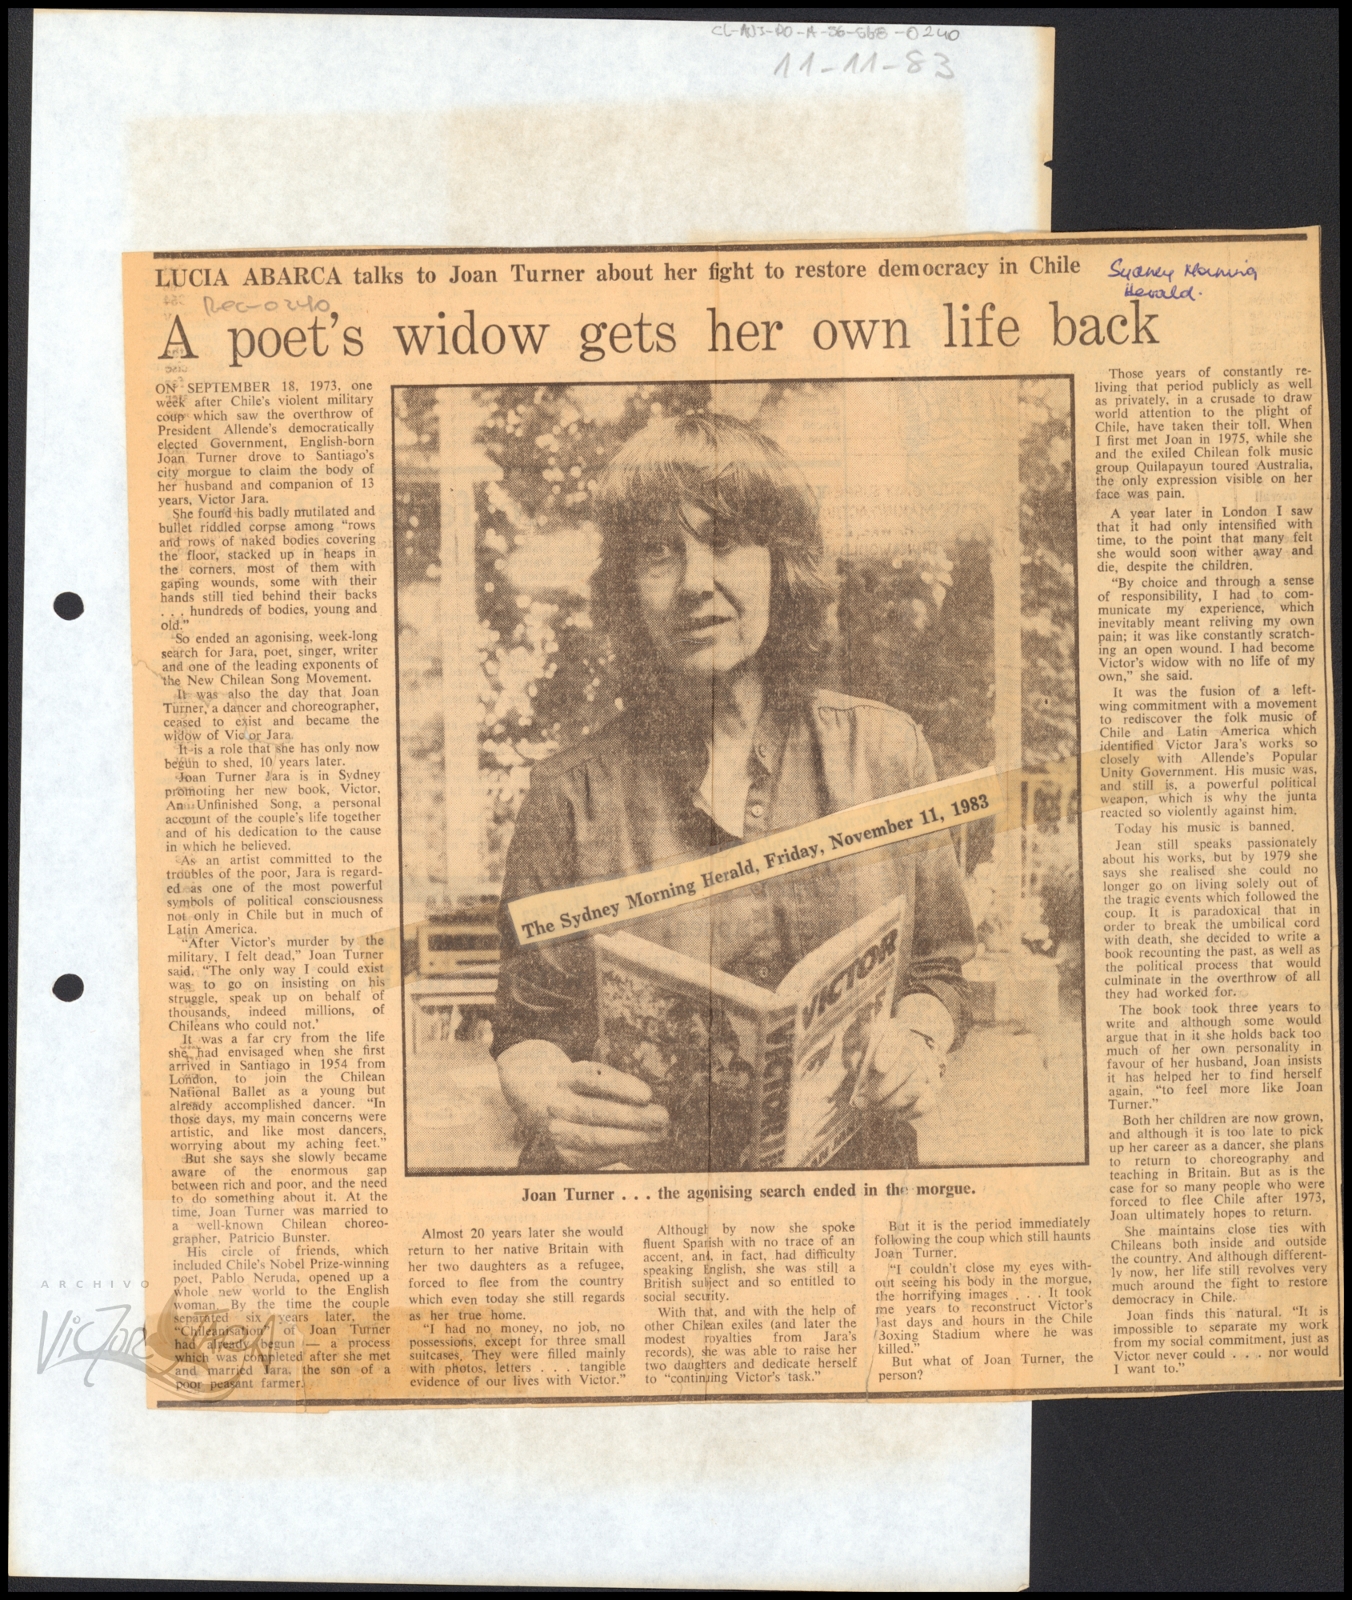 CL-AVJ-DO-A-36-568-0240
11-11-83
LUCIA ABARCA talks to Joan Turner about her fight to restore democracy in Chile
Sydney Morning
Herald.
Rec-0240
A poet's widow gets her own life back
ON SEPTEMBER 18, 1973, one
week after Chile's violent military
coup which saw the overthrow of
President Allende's democratically
elected Government, English-born
Joan Turner drove to Santiago's
city morgue to claim the body of
her husband and companion of 13
years, Victor Jara.
She found his badly mutilated and
bullet riddled corpse among "rows
and rows of naked bodies covering
the floor, stacked up in heaps in
the corners, most of them with
gaping wounds, some with their
hands still tied behind their backs
. . . hundreds of bodies, young and
old."
So ended an agonising, week-long
search for Jara, poet, singer, writer
and one of the leading exponents of
the New Chilean Song Movement.
It was also the day that Joan
Turner, a dancer and choreographer,
ceased to exist and became the
widow of Victor Jara.
It is a role that she has only now
begun to shed, 10 years later.
Joan Turner Jara is in Sydney
promoting her new book, Victor,
An Unfinished Song, a personal
account of the couple's life together
and of his dedication to the cause
in which he believed.
As an artist committed to the
troubles of the poor, Jara is regard-
ed as one of the most powerful
symbols of political consciousness
not only in Chile but in much of
Latin America.
"After Victor's murder by the
military, I felt dead," Joan Turner
said. "The only way I could exist
was to go on insisting on his
struggle, speak up on behalf of
thousands, indeed millions, of
Chileans who could not.'
It was a far cry from the life
she had envisaged when she first
arrived in Santiago in 1954 from
London, to join the Chilean
National Ballet as a young but
already accomplished dancer. "In
those days, my main concerns were
artistic, and like most dancers,
worrying about my aching feet."
But she says she slowly became
aware of the enormous gap
between rich and poor, and the need
to do something about it. At the
time, Joan Turner was married to
a well-known Chilean choreo-
grapher, Patricio Bunster.
His circle of friends, which
included Chile's Nobel Prize-winning
poet, Pablo Neruda, opened up a
whole new world to the English
woman. By the time the couple
separated six years later, the
"Chileanisation" of Joan Turner
had already begun — a process
which was completed after she met
and married Jara, the son of a
poor peasant farmer.
The Sydney Morning Herald, Friday, November 11, 1983
VICTOR
VICTOR
Joan Turner . . . the agonising search ended in the morgue.
Almost 20 years later she would
return to her native Britain with
her two daughters as a refugee,
forced to flee from the country
which even today she still regards
as her true home.
"I had no money, no job, no
possessions, except for three small
suitcases. They were filled mainly
with photos, letters . . . tangible
evidence of our lives with Victor."
Although by now she spoke
fluent Spanish with no trace of an
accent, and, in fact, had difficulty
speaking English, she was still a
British subject and so entitled to
social security.
With that, and with the help of
other Chilean exiles (and later the
modest royalties from Jara's
records), she was able to raise her
two daughters and dedicate herself
to "continuing Victor's task."
But it is the period immediately
following the coup which still haunts
Joan Turner.
"I couldn't close my eyes with-
out seeing his body in the morgue,
the horrifying images . . . It took
me years to reconstruct Victor's
last days and hours in the Chile
Boxing Stadium where he was
killed."
But what of Joan Turner, the
person?
Those years of constantly re-
living that period publicly as well
as privately, in a crusade to draw
world attention to the plight of
Chile, have taken their toll. When
I first met Joan in 1975, while she
and the exiled Chilean folk music
group Quilapayun toured Australia,
the only expression visible on her
face was pain.
A year later in London I saw
that it had only intensified with
time, to the point that many felt
she would soon wither away and
die, despite the children.
"By choice and through a sense
of responsibility, I had to com-
municate my experience, which
inevitably meant reliving my own
pain; it was like constantly scratch-
ing an open wound. I had become
Victor's widow with no life of my
own," she said.
It was the fusion of a left-
wing commitment with a movement
to rediscover the folk music of
Chile and Latin America which
identified Victor Jara's works so
closely with Allende's Popular
Unity Government. His music was,
and still is, a powerful political
weapon, which is why the junta
reacted so violently against him.
Today his music is banned.
Jean still speaks passionately
about his works, but by 1979 she
says she realised she could no
longer go on living solely out of
the tragic events which followed the
coup. It is paradoxical that in
order to break the umbilical cord
with death, she decided to write a
book recounting the past, as well as
the political process that would
culminate in the overthrow of all
they had worked for.
The book took three years to
write and although some would
argue that in it she holds back too
much of her own personality in
favour of her husband, Joan insists
it has helped her to find herself
again, "to feel more like Joan
Turner."
Both her children are now grown,
and although it is too late to pick
up her career as a dancer, she plans
to return to choreography and
teaching in Britain. But as is the
case for so many people who were
forced to flee Chile after 1973,
Joan ultimately hopes to return.
She maintains close ties with
Chileans both inside and outside
the country. And although different-
ly now, her life still revolves very
much around the fight to restore
democracy in Chile.
Joan finds this natural. "It is
impossible to separate my work
from my social commitment, just as
Victor never could . . . nor would
I want to."
ARCHIVO
VICTOR JARA